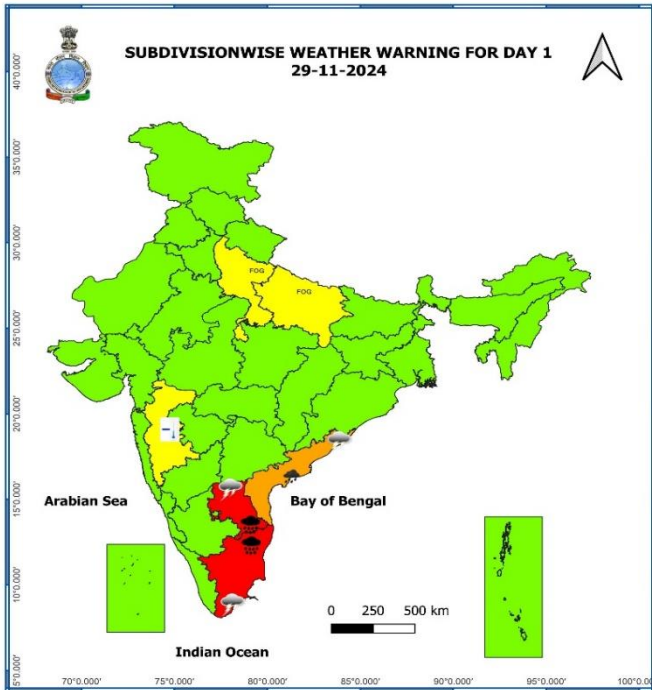 SUBDIVISIONWISE WEATHER WARNING FOR DAY 1
29-11-2024
40°0.000'
35°0.000'
30°0.000'
25°0.000'
20°0.000'
15°0.000'
10°0.000'
5°0.000'
FOG
FOG
Arabian Sea
Bay of Bengal
0 250 500 km
Indian Ocean
70°0.000' 75°0.000' 80°0.000' 85°0.000' 90°0.000' 95°0.000' 100°0.000'